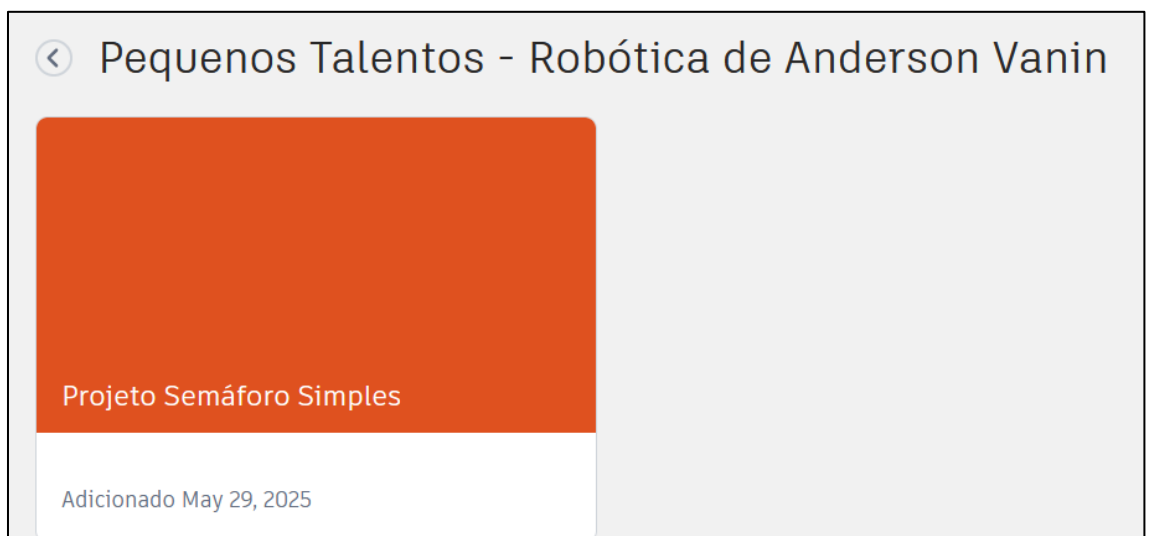 Pequenos Talentos - Robótica de Anderson Vanin
Projeto Semáforo Simples
Adicionado May 29, 2025